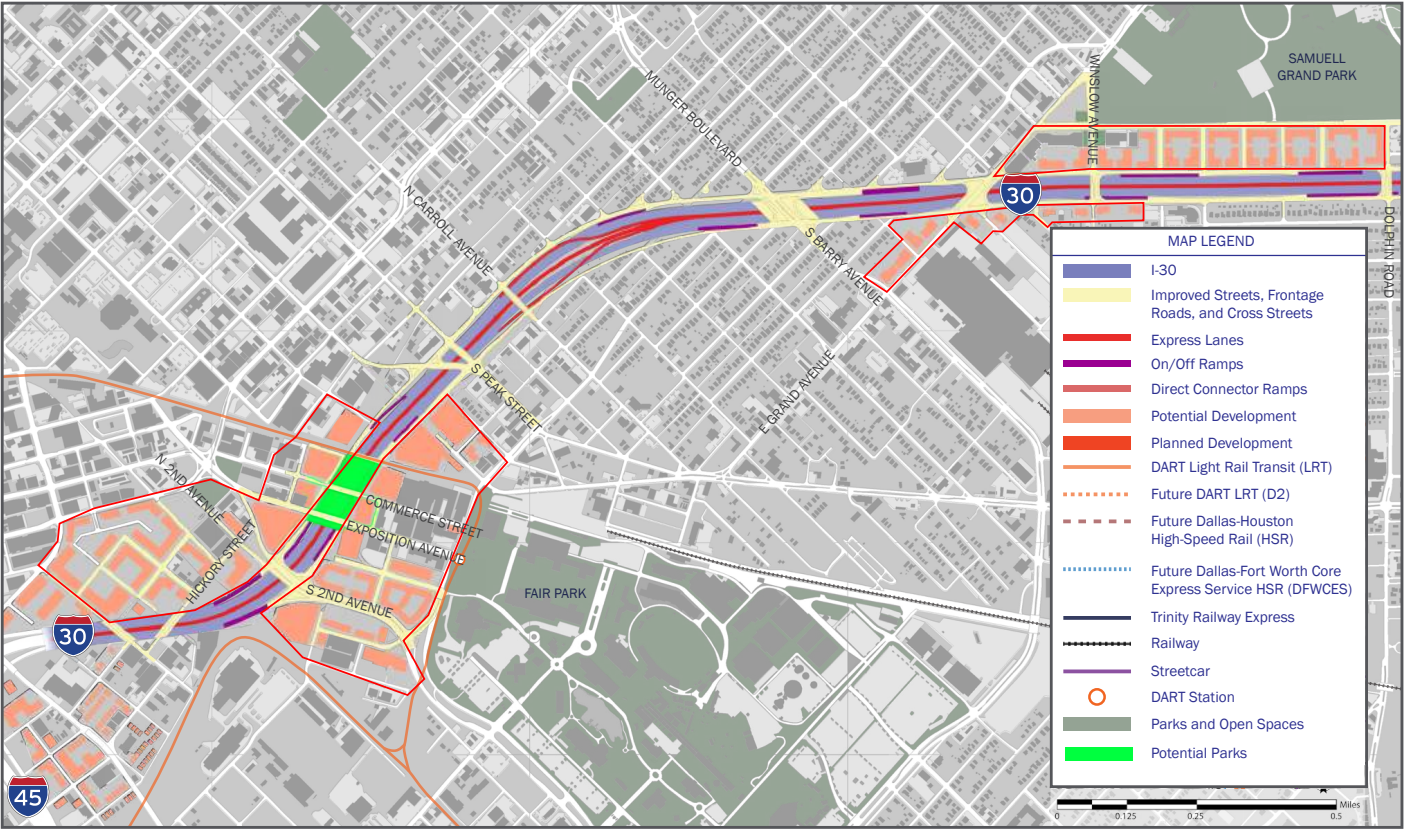 SAMUELL
GRAND PARK
WINSLOW AVENUE
MUNGER BOULEVARD
30
N CARROLL AVENUE
S BARRY AVENUE
DOLPHIN ROAD
S PEAK STREET
E GRAND AVENUE
N 2ND AVENUE
COMMERCE STREET
EXPOSITION AVENUE
HICKORY STREET
S 2ND AVENUE
FAIR PARK
30
45
MAP LEGEND
I-30
Improved Streets, Frontage
Roads, and Cross Streets
Express Lanes
On/Off Ramps
Direct Connector Ramps
Potential Development
Planned Development
DART Light Rail Transit (LRT)
Future DART LRT (D2)
Future Dallas-Houston
High-Speed Rail (HSR)
Future Dallas-Fort Worth Core
Express Service HSR (DFWCES)
Trinity Railway Express
Railway
Streetcar
DART Station
Parks and Open Spaces
Potential Parks
Miles
0 0.125 0.25 0.5